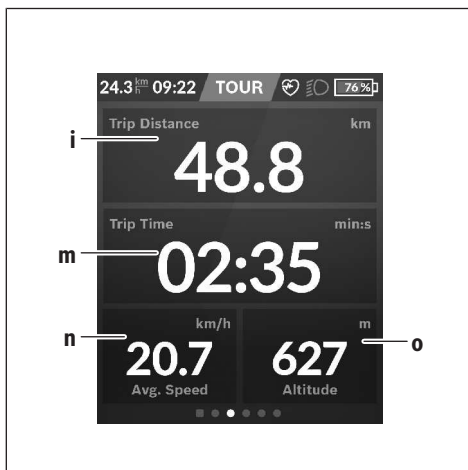 24.3 km/h 09:22 TOUR 76 %
Trip Distance km
i
48.8
Trip Time min:s
m
02:35
km/h m
n 20.7 627 o
Avg. Speed Altitude